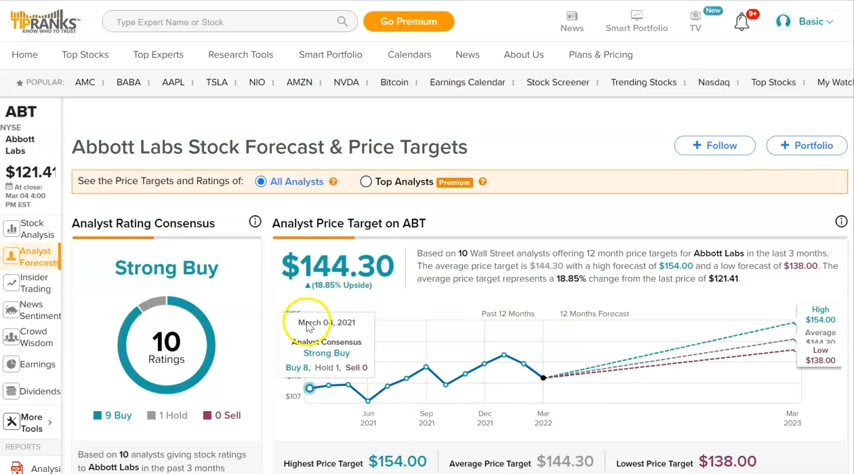 TIPRANKS
KNOW WHO TO TRUST
Type Expert Name or Stock
Go Premium
News
Smart Portfolio
TV
New
9+
Basic
Home Top Stocks Top Experts Research Tools Smart Portfolio Calendars News About Us Plans & Pricing
POPULAR: AMC BABA AAPL TSLA NIO AMZN NVDA Bitcoin Earnings Calendar Stock Screener Trending Stocks Nasdaq Top Stocks My Watch
ABT
NYSE
Abbott
Labs
$121.41
At close:
Mar 04 4:00
PM EST
Stock
Analysis
Analyst
Forecasts
Insider
Trading
News
Sentiment
Crowd
Wisdom
Earnings
Dividends
More
Tools
REPORTS
Analysi
Abbott Labs Stock Forecast & Price Targets
+ Follow
+ Portfolio
See the Price Targets and Ratings of: All Analysts ? Top Analysts Premium ?
Analyst Rating Consensus
Strong Buy
10
Ratings
9 Buy 1 Hold 0 Sell
Based on 10 analysts giving stock ratings
to Abbott Labs in the past 3 months
Analyst Price Target on ABT
$144.30
▲(18.85% Upside)
Based on 10 Wall Street analysts offering 12 month price targets for Abbott Labs in the last 3 months.
The average price target is $144.30 with a high forecast of $154.00 and a low forecast of $138.00. The
average price target represents a 18.85% change from the last price of $121.41.
March 04, 2021
Analyst Consensus
Strong Buy
Buy 8, Hold 1, Sell 0
$107
Past 12 Months 12 Months Forecast
High
$154.00
Average
$144.30
Low
$138.00
Jun Sep Dec Mar Mar
2021 2021 2021 2022 2023
Highest Price Target $154.00 Average Price Target $144.30 Lowest Price Target $138.00